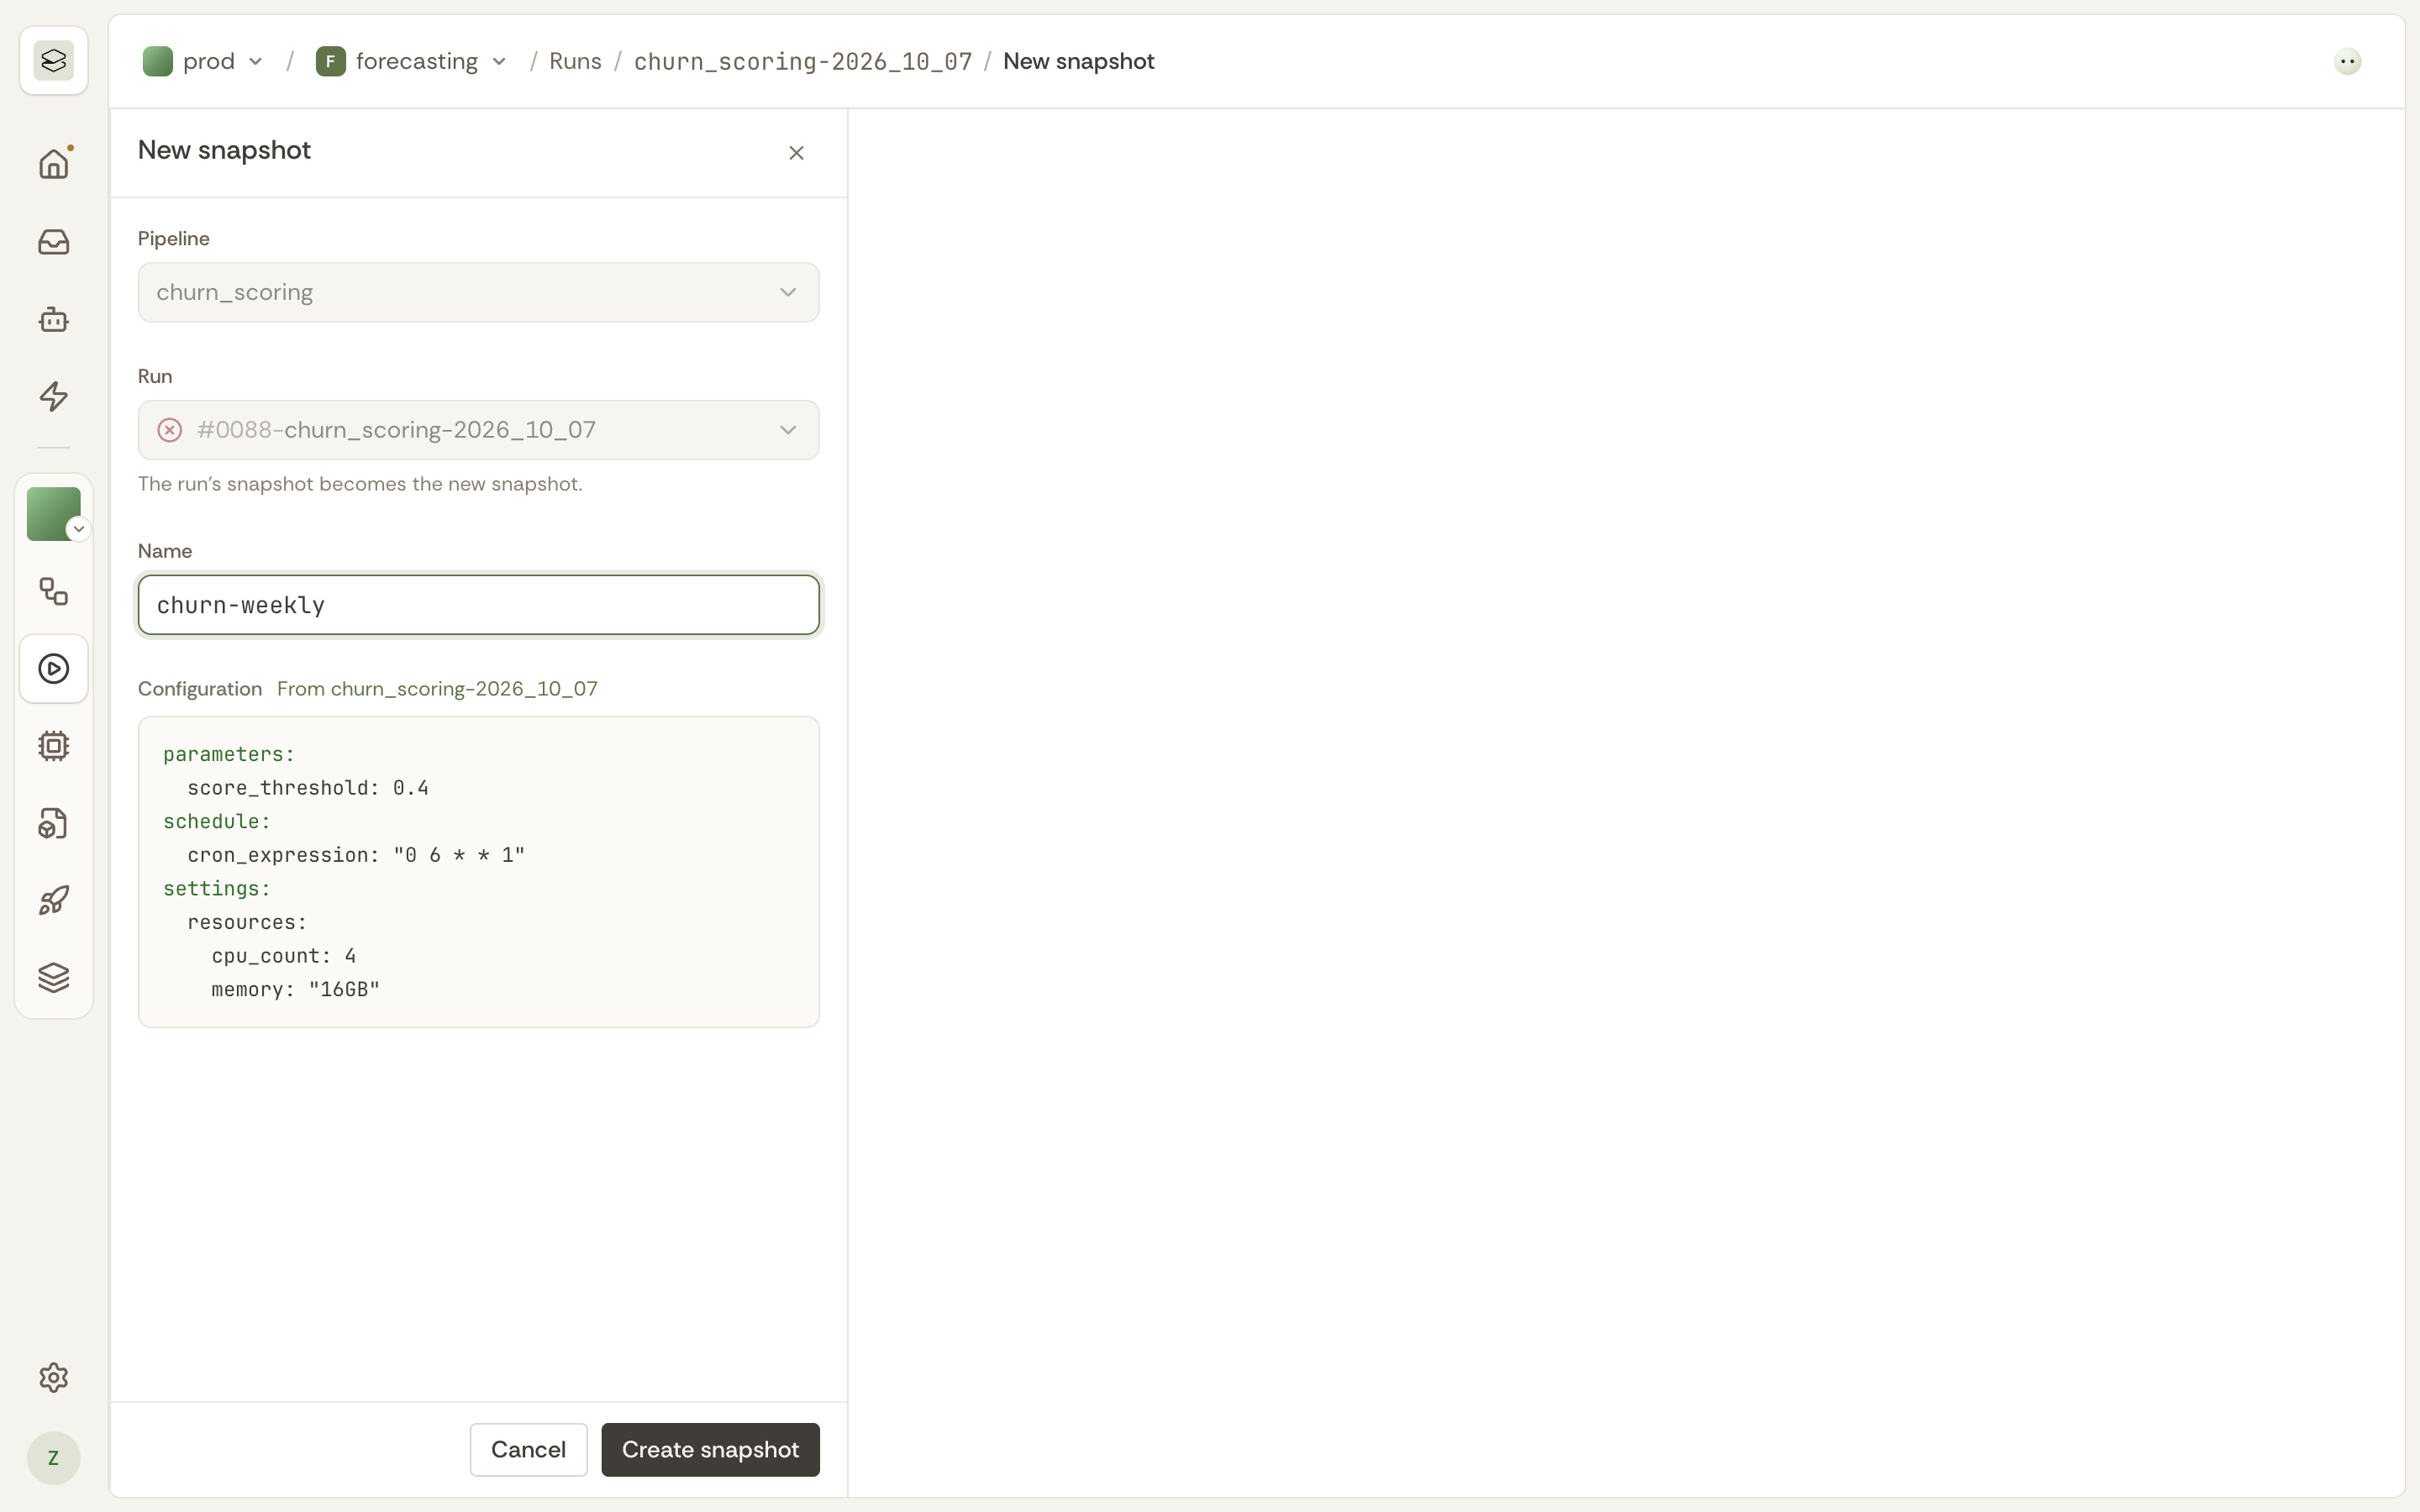 prod / F forecasting / Runs / churn_scoring-2026_10_07 / New snapshot
New snapshot
Pipeline
churn_scoring
Run
#0088-churn_scoring-2026_10_07
The run's snapshot becomes the new snapshot.
Name
churn-weekly
Configuration From churn_scoring-2026_10_07
parameters:
  score_threshold: 0.4
schedule:
  cron_expression: "0 6 * * 1"
settings:
  resources:
    cpu_count: 4
    memory: "16GB"
Cancel Create snapshot
Z